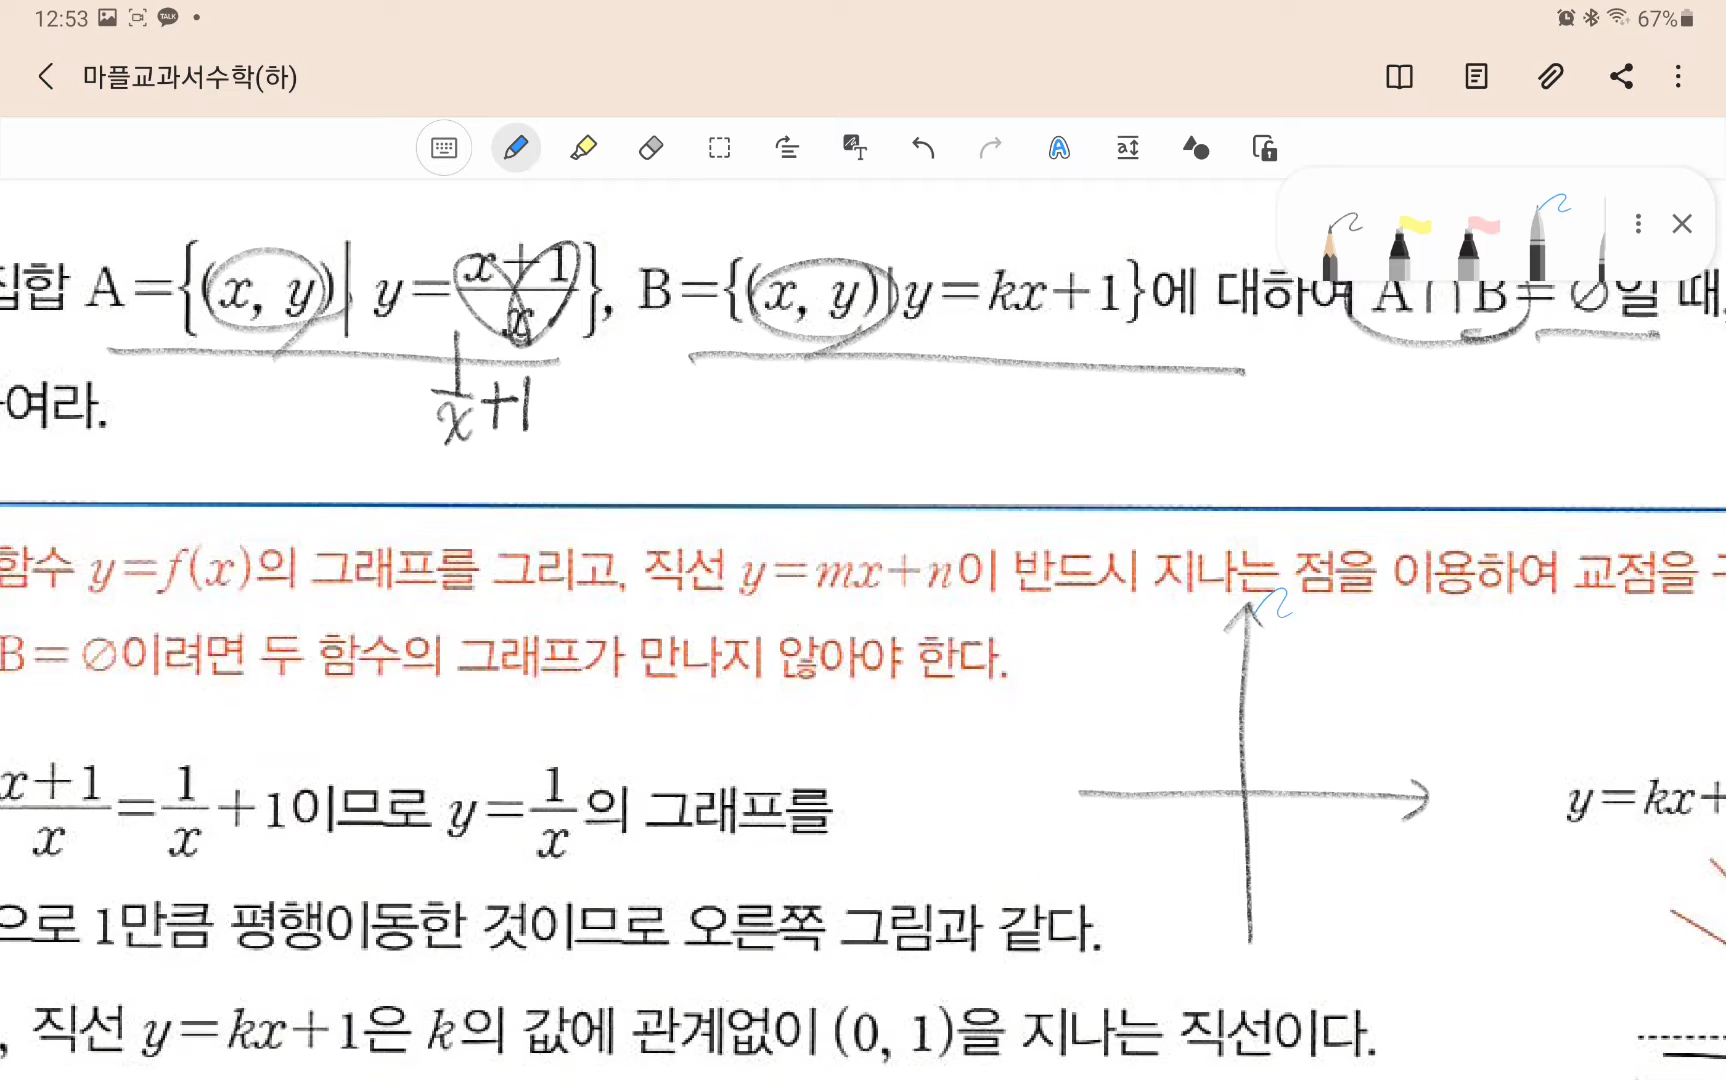 12:53 TALK 67%
마플교과서수학(하)
집합 A={(x, y)| y=x+1/x}, B={(x, y)|y=kx+1}에 대하여 A∩B=∅일 때,
1/x+1
하여라.
함수 y=f(x)의 그래프를 그리고, 직선 y=mx+n이 반드시 지나는 점을 이용하여 교점을
B=∅이려면 두 함수의 그래프가 만나지 않아야 한다.
x+1/x=1/x+1이므로 y=1/x의 그래프를
y=kx+
으로 1만큼 평행이동한 것이므로 오른쪽 그림과 같다.
, 직선 y=kx+1은 k의 값에 관계없이 (0, 1)을 지나는 직선이다.